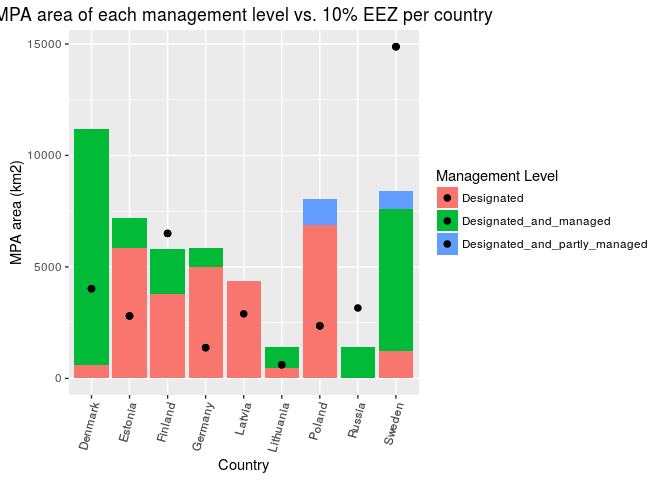 MPA area of each management level vs. 10% EEZ per country
15000
10000
5000
0
MPA area (km2)
Denmark
Estonia
Finland
Germany
Latvia
Lithuania
Poland
Russia
Sweden
Country
Management Level
Designated
Designated_and_managed
Designated_and_partly_managed